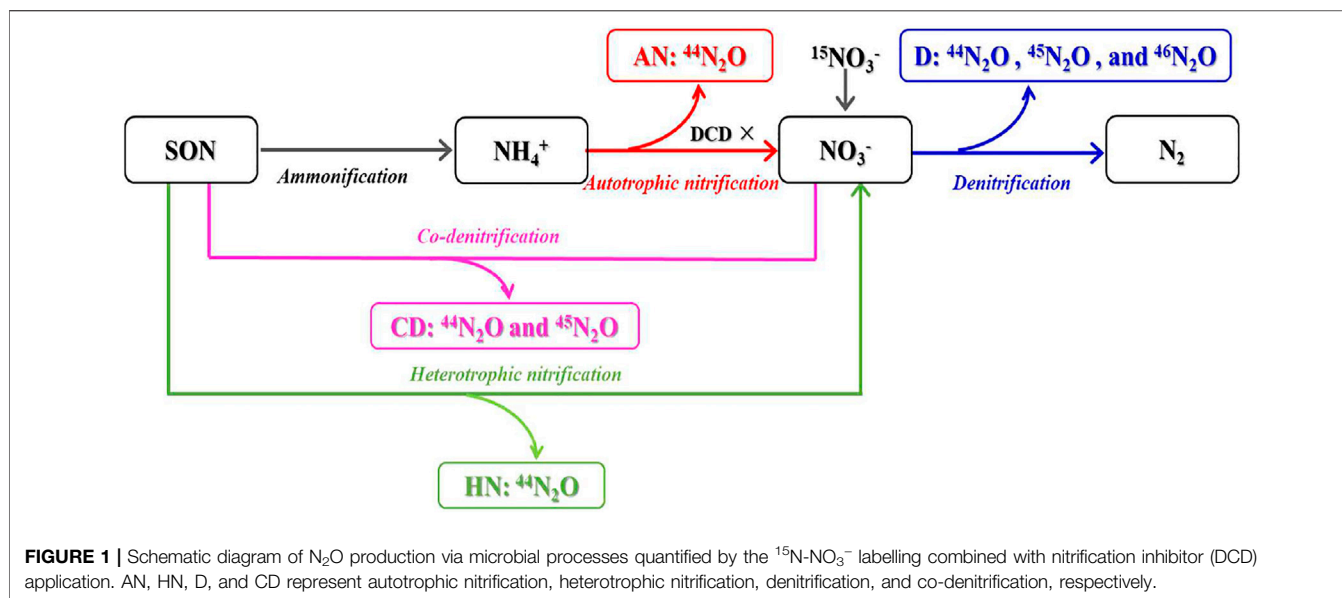 AN: ⁴⁴N₂O
¹⁵NO₃⁻
D: ⁴⁴N₂O , ⁴⁵N₂O , and ⁴⁶N₂O
SON
NH₄⁺
DCD ×
NO₃⁻
N₂
Ammonification
Autotrophic nitrification
Denitrification
Co-denitrification
CD: ⁴⁴N₂O and ⁴⁵N₂O
Heterotrophic nitrification
HN: ⁴⁴N₂O
FIGURE 1 | Schematic diagram of N₂O production via microbial processes quantified by the ¹⁵N-NO₃⁻ labelling combined with nitrification inhibitor (DCD)
application. AN, HN, D, and CD represent autotrophic nitrification, heterotrophic nitrification, denitrification, and co-denitrification, respectively.